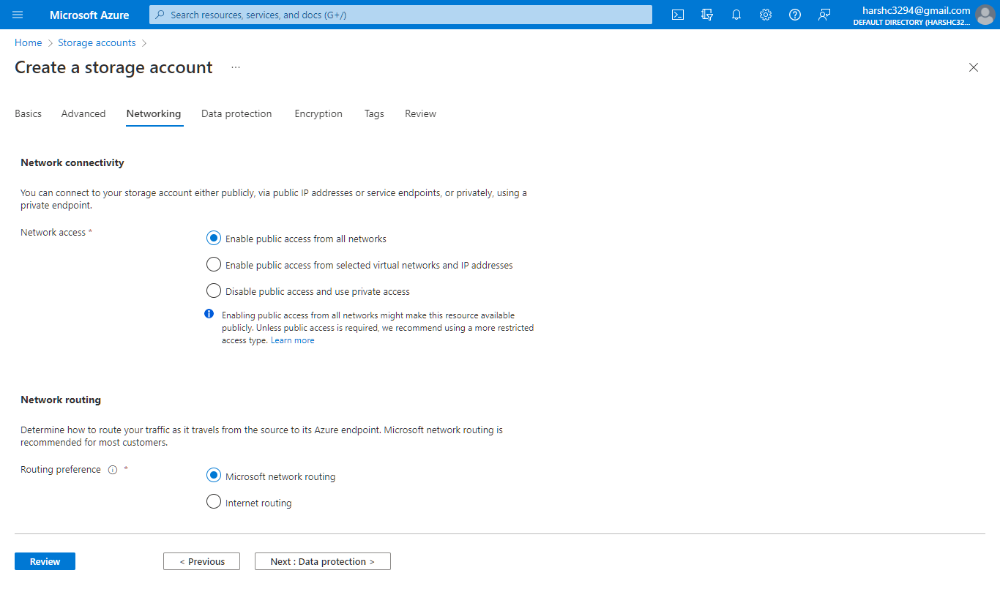 Microsoft Azure
Search resources, services, and docs (G+/)
harshc3294@gmail.com
DEFAULT DIRECTORY (HARSHC32...
Home > Storage accounts >
Create a storage account ...
Basics Advanced Networking Data protection Encryption Tags Review
Network connectivity
You can connect to your storage account either publicly, via public IP addresses or service endpoints, or privately, using a
private endpoint.
Network access *
Enable public access from all networks
Enable public access from selected virtual networks and IP addresses
Disable public access and use private access
Enabling public access from all networks might make this resource available
publicly. Unless public access is required, we recommend using a more restricted
access type. Learn more
Network routing
Determine how to route your traffic as it travels from the source to its Azure endpoint. Microsoft network routing is
recommended for most customers.
Routing preference *
Microsoft network routing
Internet routing
Review
< Previous
Next : Data protection >